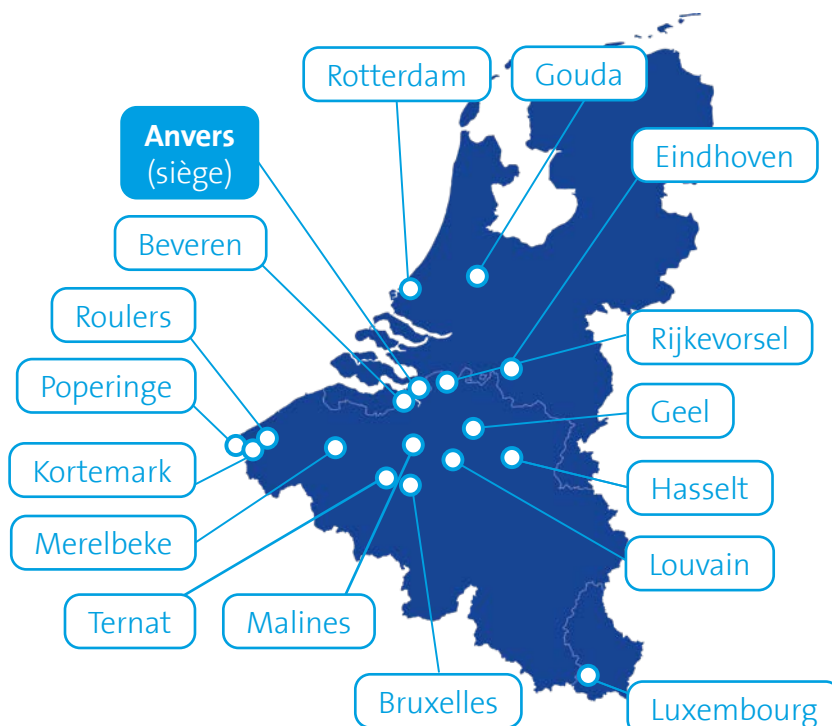 Rotterdam
Gouda
Anvers
(siège)
Eindhoven
Beveren
Roulers
Rijkevorsel
Poperinge
Geel
Kortemark
Hasselt
Merelbeke
Louvain
Ternat
Malines
Bruxelles
Luxembourg